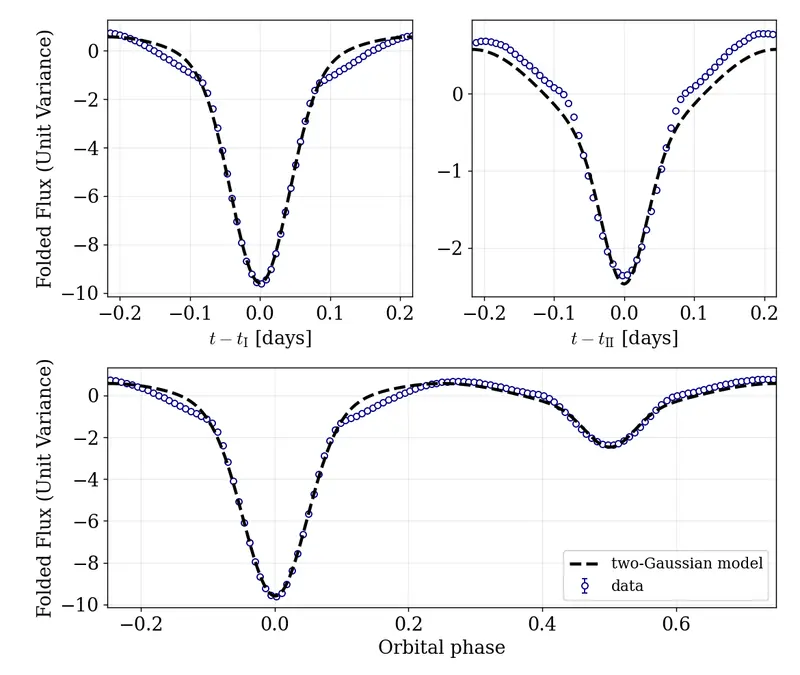 Folded Flux (Unit Variance)
0
−2
−4
−6
−8
−10
−0.2 −0.1 0.0 0.1 0.2
t − tI [days]
0
−1
−2
−0.2 −0.1 0.0 0.1 0.2
t − tII [days]
Folded Flux (Unit Variance)
0
−2
−4
−6
−8
−10
−0.2 0.0 0.2 0.4 0.6
Orbital phase
two-Gaussian model
data